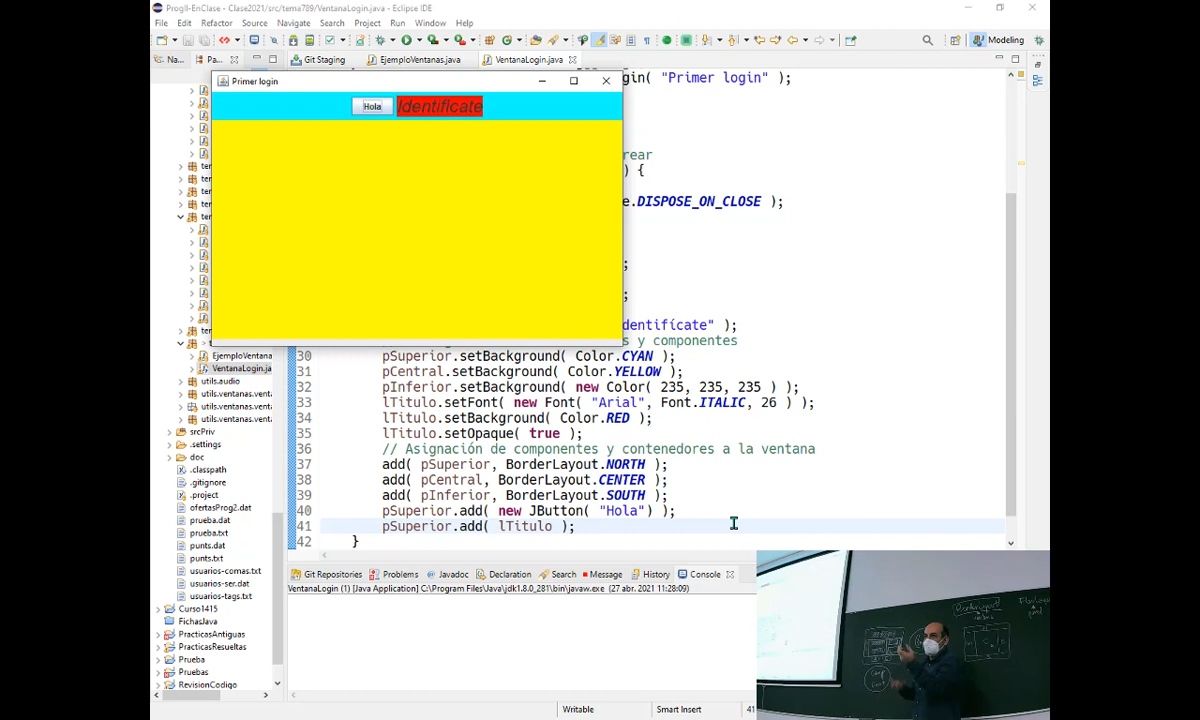 ProgII-EnClase - Clase2021/src/tema789/VentanaLogin.java - Eclipse IDE
File Edit Refactor Source Navigate Search Project Run Window Help
Modeling
Na... Pa... Git Staging EjemploVentanas.java VentanaLogin.java
gin( "Primer login" );
Primer login
Hola Identifícate
rear
) {
e.DISPOSE_ON_CLOSE );
;
;
dentifícate" );
s y componentes
30 pSuperior.setBackground( Color.CYAN );
31 pCentral.setBackground( Color.YELLOW );
32 pInferior.setBackground( new Color( 235, 235, 235 ) );
33 lTitulo.setFont( new Font( "Arial", Font.ITALIC, 26 ) );
34 lTitulo.setBackground( Color.RED );
35 lTitulo.setOpaque( true );
36 // Asignación de componentes y contenedores a la ventana
37 add( pSuperior, BorderLayout.NORTH );
38 add( pCentral, BorderLayout.CENTER );
39 add( pInferior, BorderLayout.SOUTH );
40 pSuperior.add( new JButton( "Hola") );
41 pSuperior.add( lTitulo );
42 }
ter
ter
ter
ter
ter
EjemploVentana
VentanaLogin.ja
utils.audio
utils.ventanas.vent
utils.ventanas.vent
utils.ventanas.vent
srcPriv
.settings
doc
.classpath
.gitignore
.project
ofertasProg2.dat
prueba.dat
prueba.txt
punts.dat
punts.txt
usuarios-comas.txt
usuarios-ser.dat
usuarios-tags.txt
Curso1415
FichasJava
PracticasAntiguas
PracticasResueltas
Prueba
Pruebas
RevisionCodigo
Git Repositories Problems Javadoc Declaration Search Message History Console
VentanaLogin (1) [Java Application] C:\Program Files\Java\jdk1.8.0_281\bin\javaw.exe (27 abr. 2021 11:28:09)
Writable Smart Insert 41